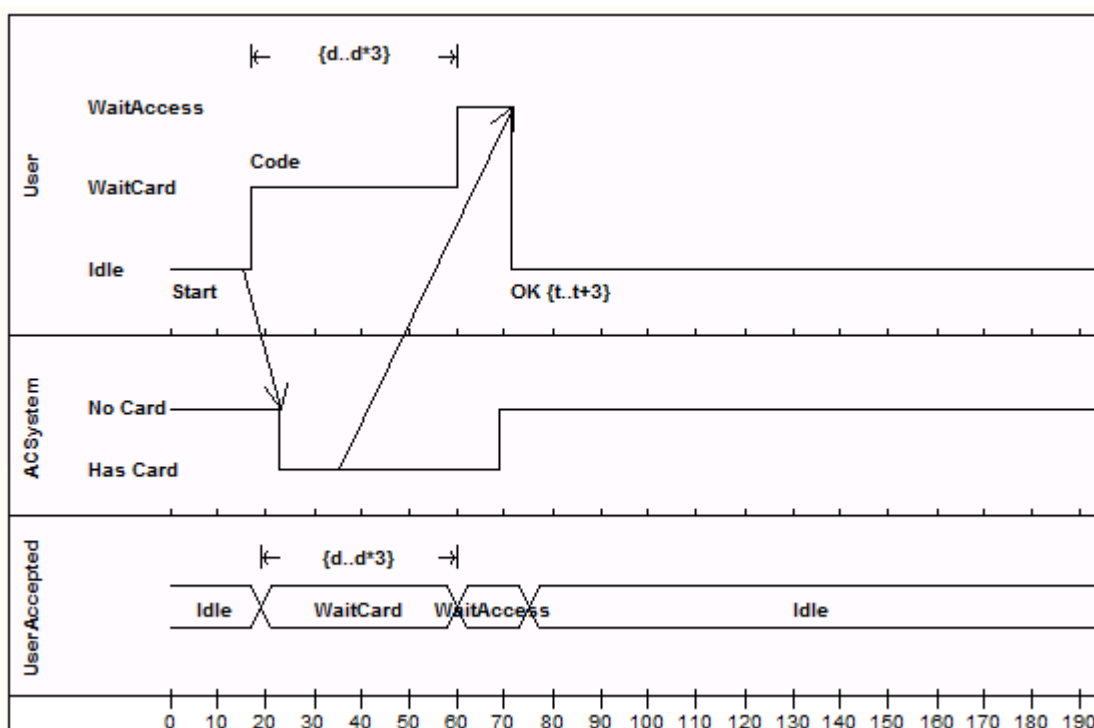 {d..d*3}
WaitAccess
Code
WaitCard
User
Idle
Start
OK {t..t+3}
No Card
ACSystem
Has Card
{d..d*3}
UserAccepted
Idle WaitCard WaitAccess Idle
0 10 20 30 40 50 60 70 80 90 100 110 120 130 140 150 160 170 180 190